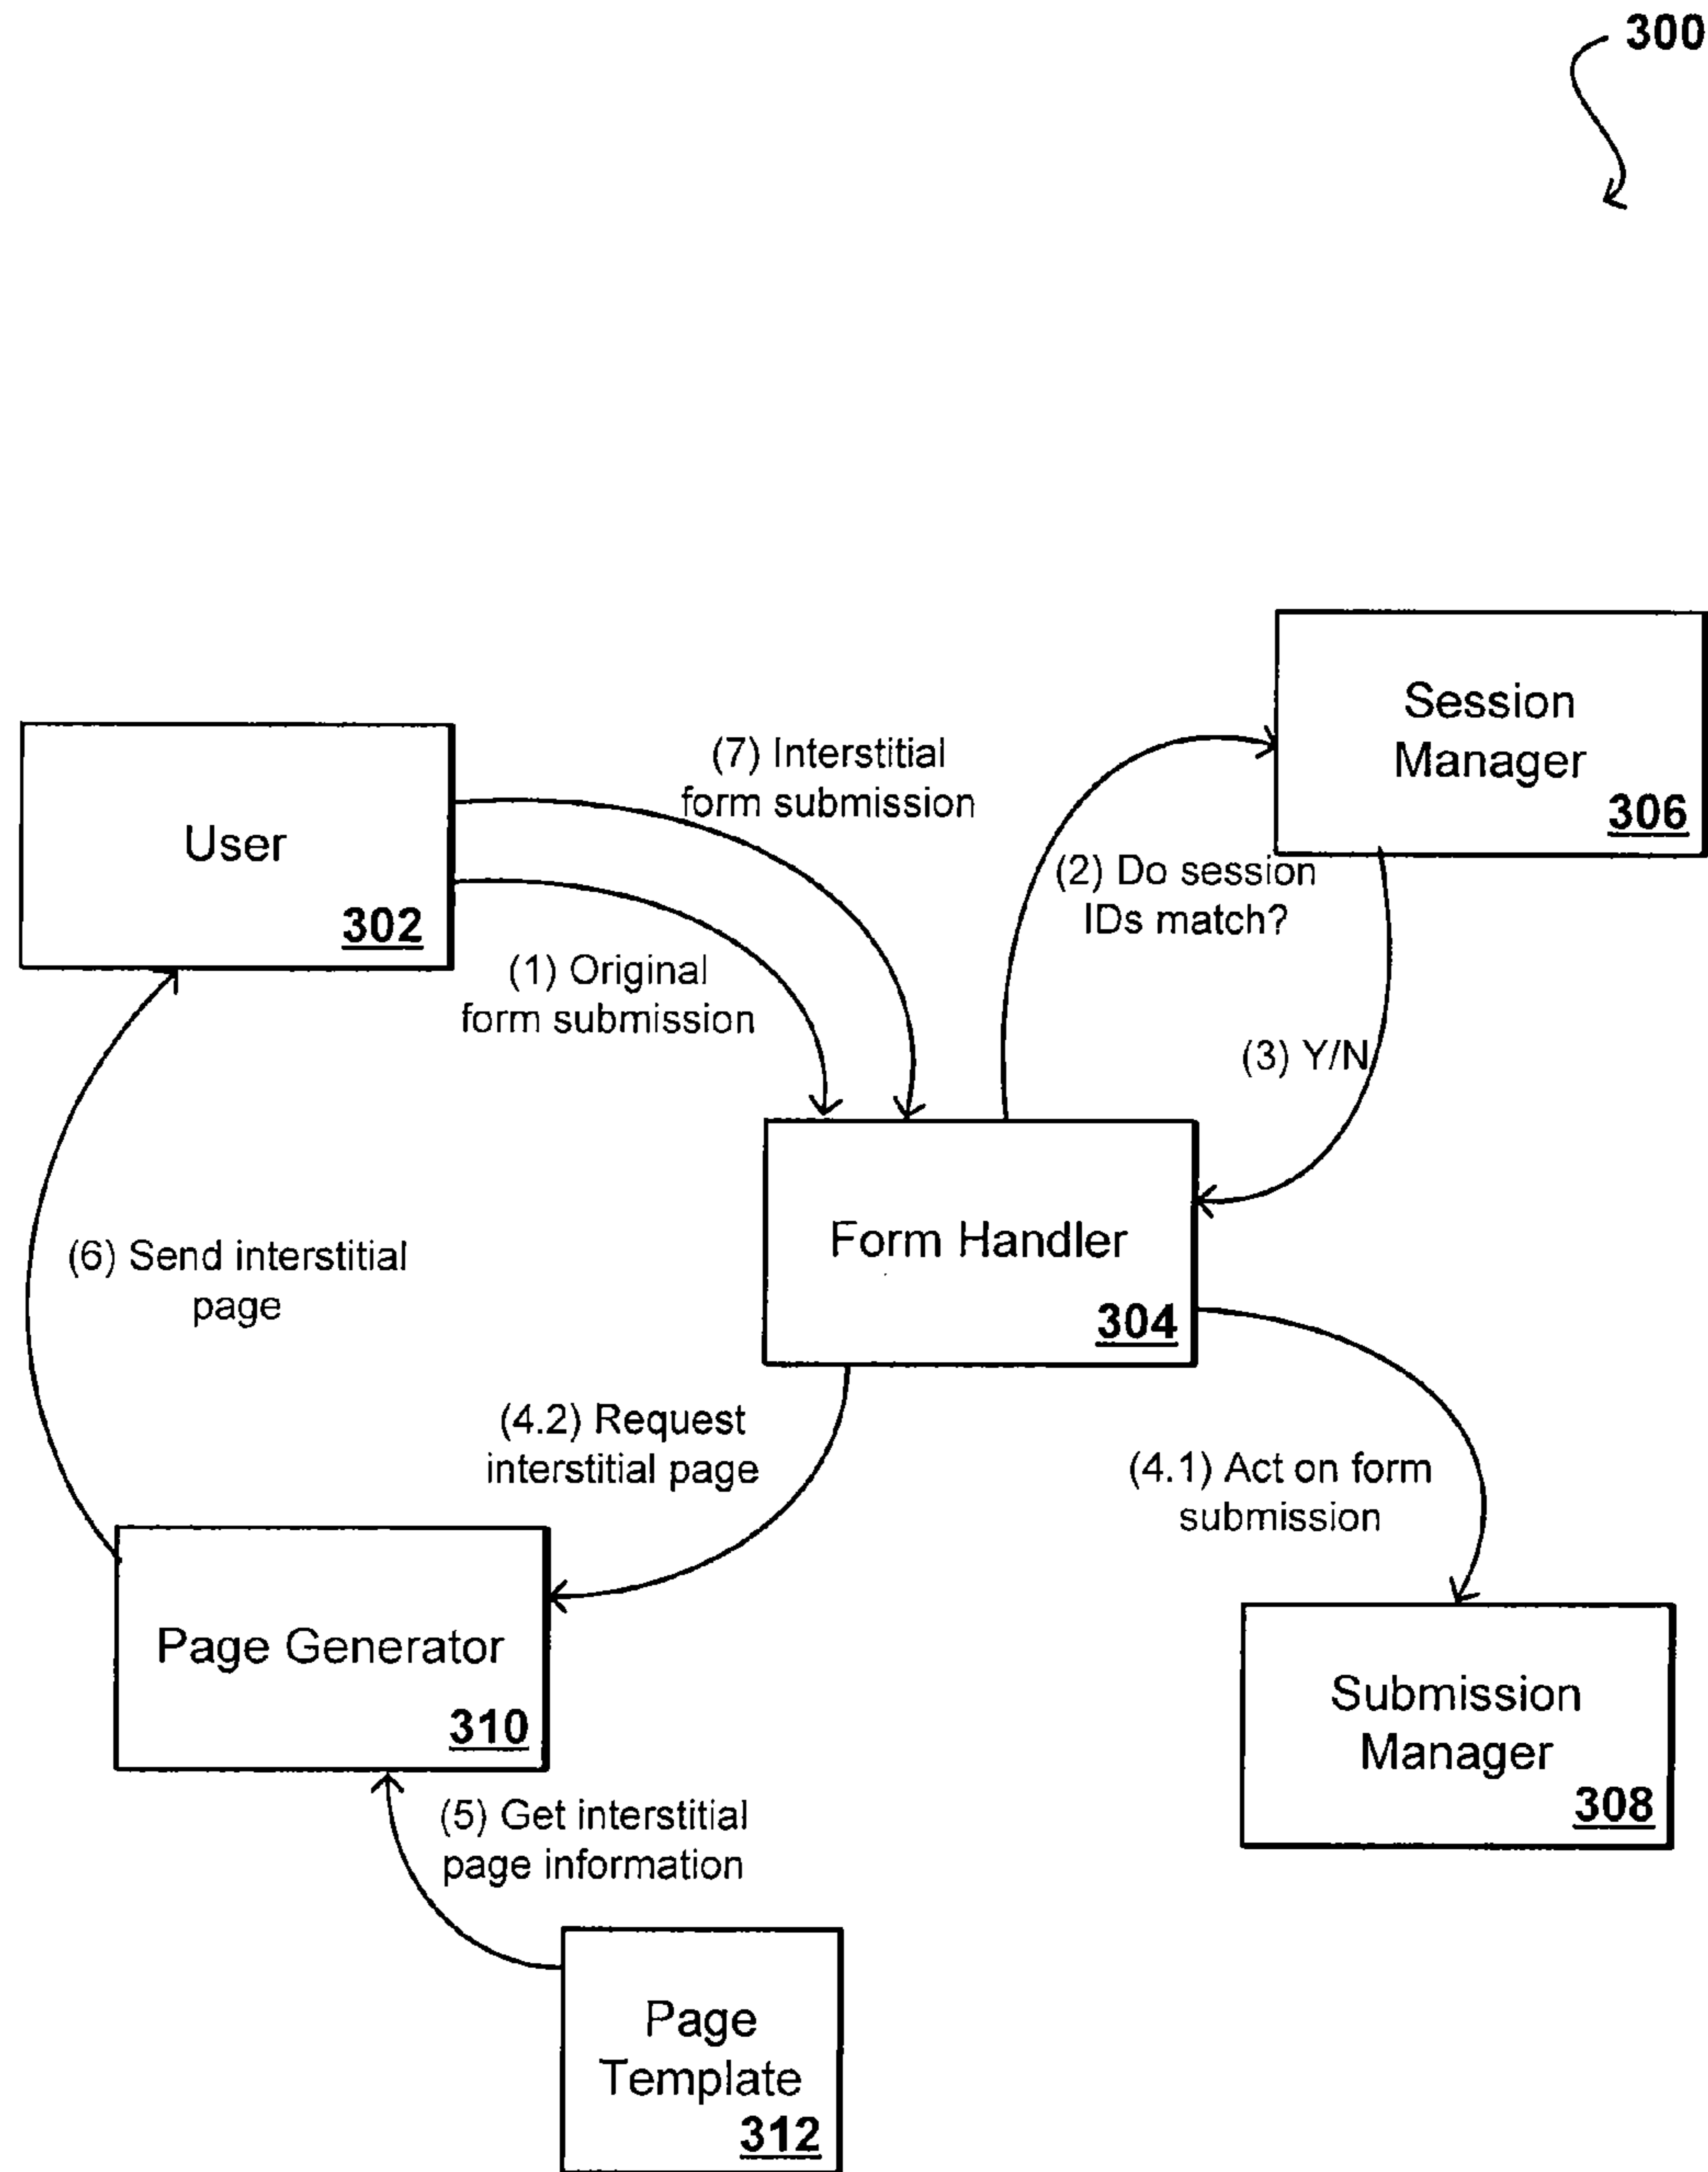 300
Session
Manager
306
(7) Interstitial
form submission
User
302
(2) Do session
IDs match?
(1) Original
form submission
(3) Y/N
Form Handler
304
(6) Send interstitial
page
(4.2) Request
interstitial page
(4.1) Act on form
submission
Page Generator
310
Submission
Manager
308
(5) Get interstitial
page information
Page
Template
312